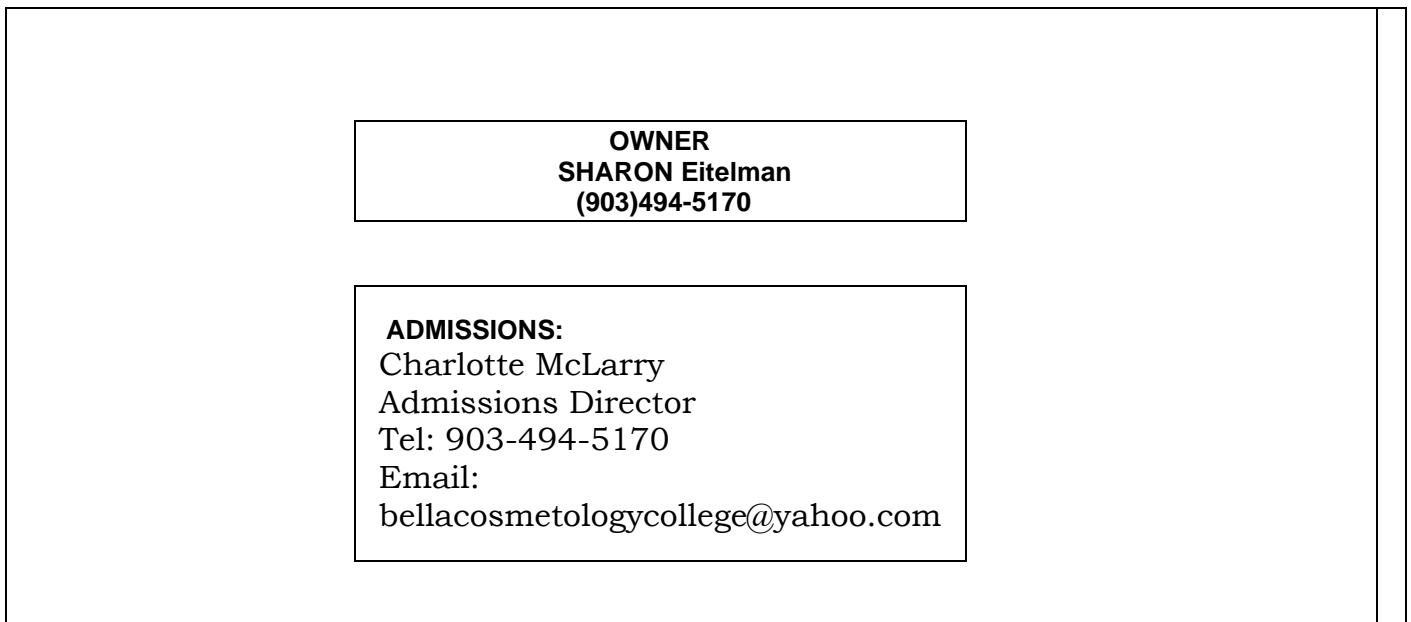 OWNER
SHARON Eitelman
(903)494-5170
ADMISSIONS:
Charlotte McLarry
Admissions Director
Tel: 903-494-5170
Email:
bellacosmetologycollege@yahoo.com